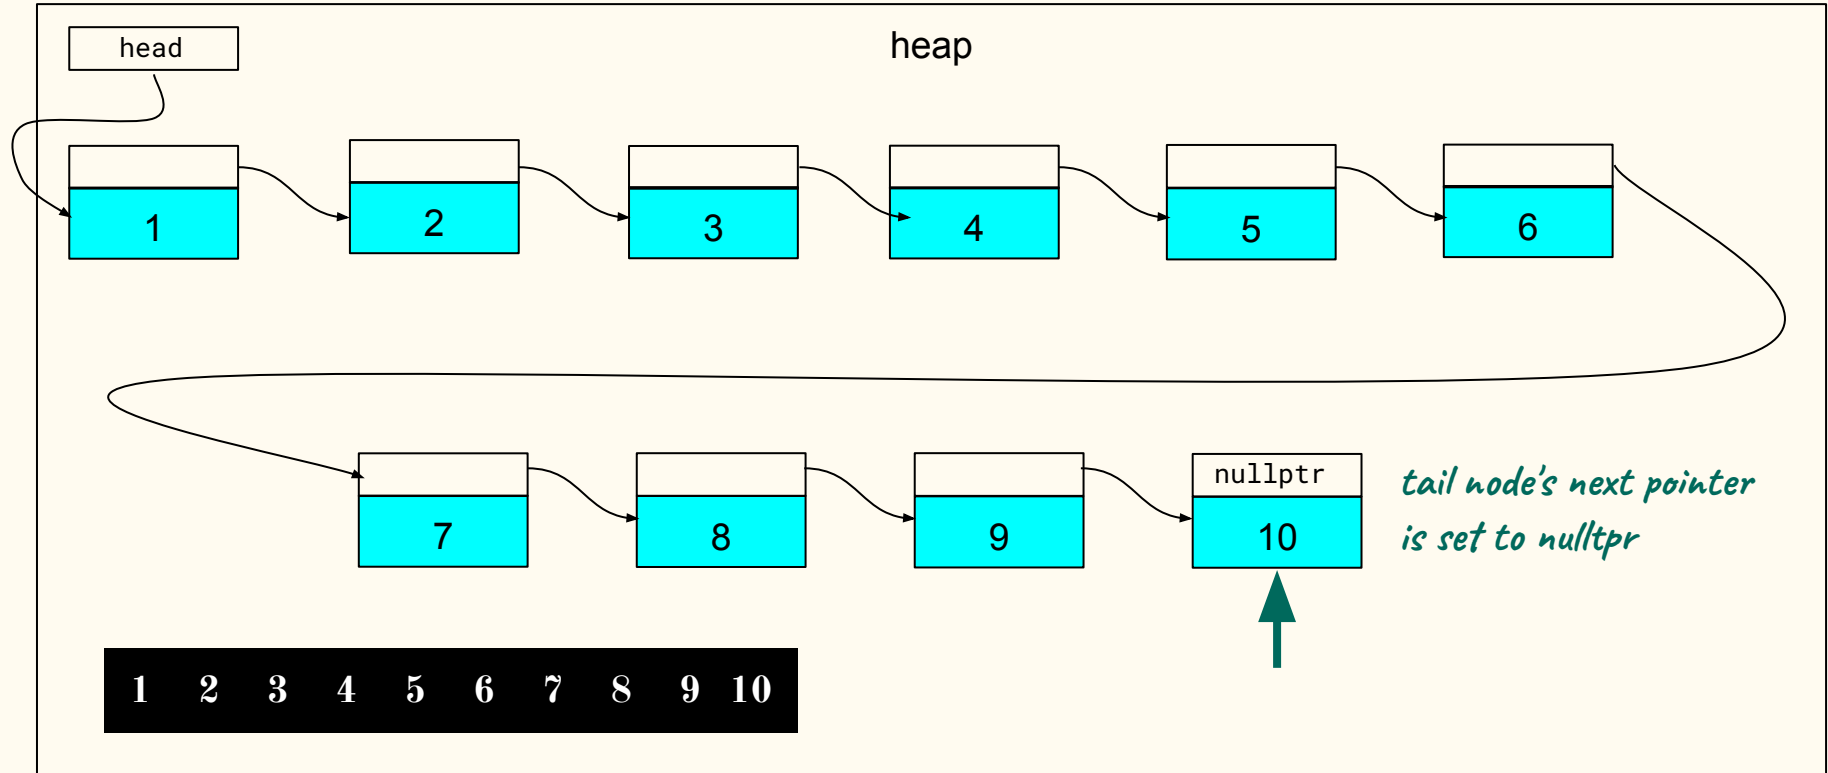 heap
head
1 2 3 4 5 6
7 8 9 10
nullptr
tail node's next pointer
is set to nulltpr
1 2 3 4 5 6 7 8 9 10